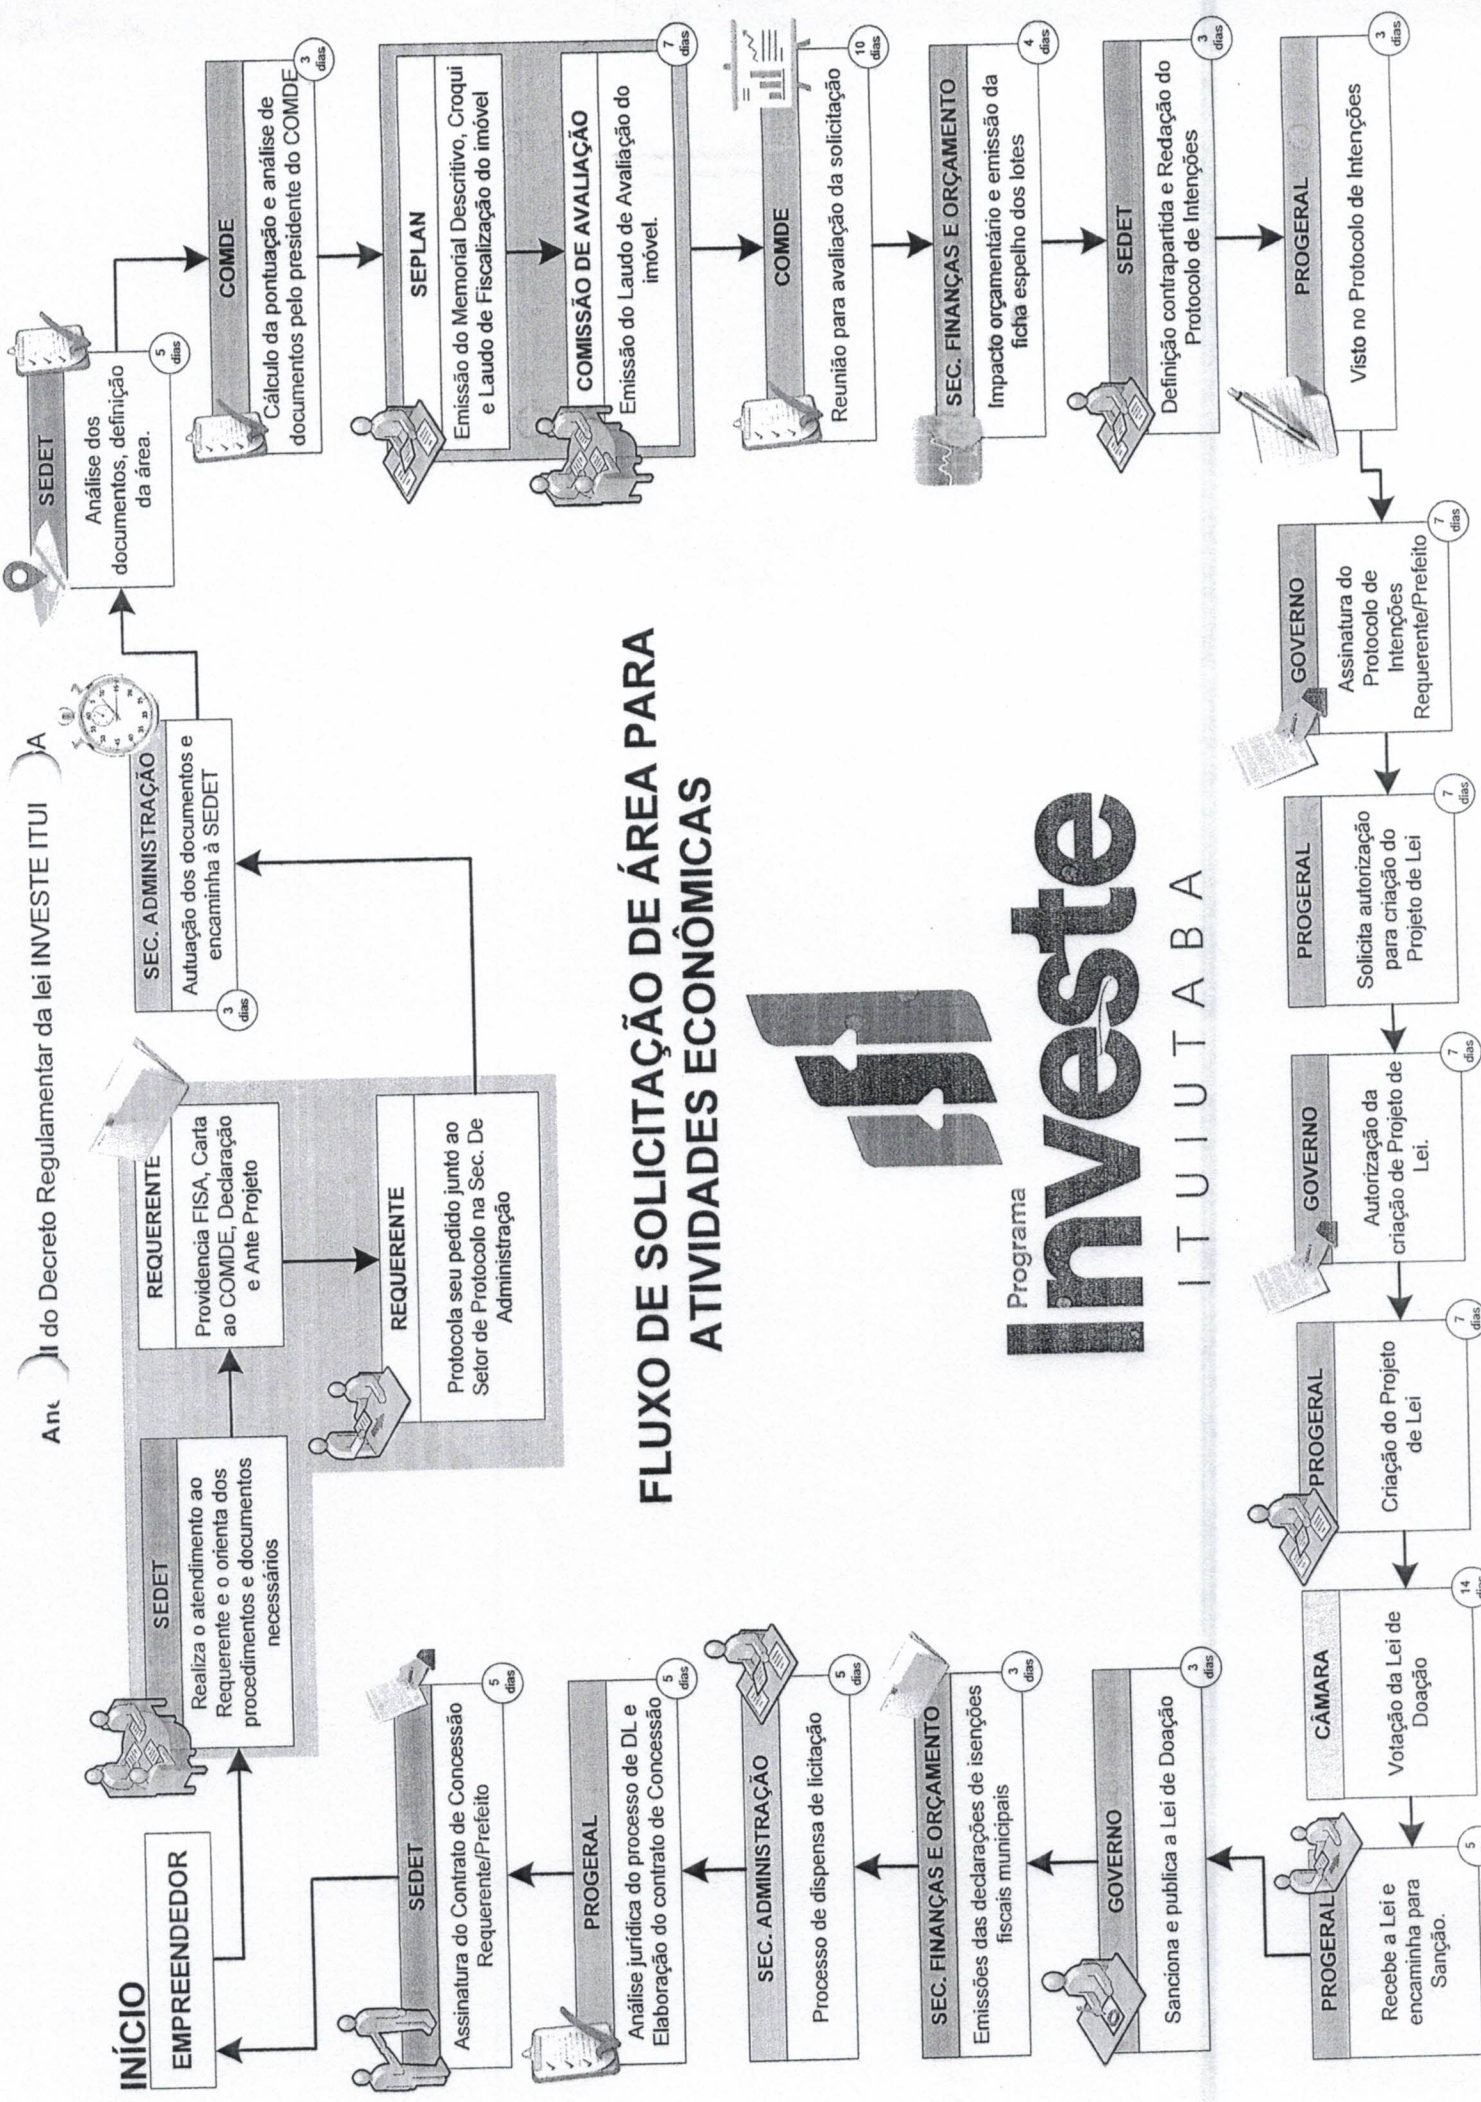 II do Decreto Regulamentar da lei INVESTE ITUI
INÍCIO
EMPREENDEDOR
SEDET
Realiza o atendimento ao
Requerente e o orienta dos
procedimentos e documentos
necessários
REQUERENTE
Providencia FISA, Carta
ao COMDE, Declaração
e Ante Projeto
REQUERENTE
Protocola seu pedido junto ao
Setor de Protocolo na Sec. De
Administração
SEC. ADMINISTRAÇÃO
Autuação dos documentos e
encaminha à SEDET
3
dias
SEDET
Análise dos
documentos, definição
da área.
5
dias
COMDE
Cálculo da pontuação e análise de
documentos pelo presidente do COMDE
3
dias
SEPLAN
Emissão do Memorial Descritivo, Croqui
e Laudo de Fiscalização do imóvel
COMISSÃO DE AVALIAÇÃO
Emissão do Laudo de Avaliação do
imóvel.
7
dias
COMDE
Reunião para avaliação da solicitação
10
dias
SEC. FINANÇAS E ORÇAMENTO
Impacto orçamentário e emissão da
ficha espelho dos lotes
4
dias
SEDET
Definição contrapartida e Redação do
Protocolo de Intenções
3
dias
PROGERAL
Visto no Protocolo de Intenções
3
dias
GOVERNO
Assinatura do
Protocolo de
Intenções
Requerente/Prefeito
7
dias
PROGERAL
Solicita autorização
para criação do
Projeto de Lei
7
dias
GOVERNO
Autorização da
criação de Projeto de
Lei.
7
dias
PROGERAL
Criação do Projeto
de Lei
7
dias
CÂMARA
Votação da Lei de
Doação
14
dias
PROGERAL
Recebe a Lei e
encaminha para
Sanção.
5
GOVERNO
Sanciona e publica a Lei de Doação
3
dias
SEC. FINANÇAS E ORÇAMENTO
Emissões das declarações de isenções
fiscais municipais
3
dias
SEC. ADMINISTRAÇÃO
Processo de dispensa de licitação
5
dias
PROGERAL
Análise jurídica do processo de DL e
Elaboração do contrato de Concessão
5
dias
SEDET
Assinatura do Contrato de Concessão
Requerente/Prefeito
5
dias
FLUXO DE SOLICITAÇÃO DE ÁREA PARA
ATIVIDADES ECONÔMICAS
Programa
Investe
ITUIUTABA